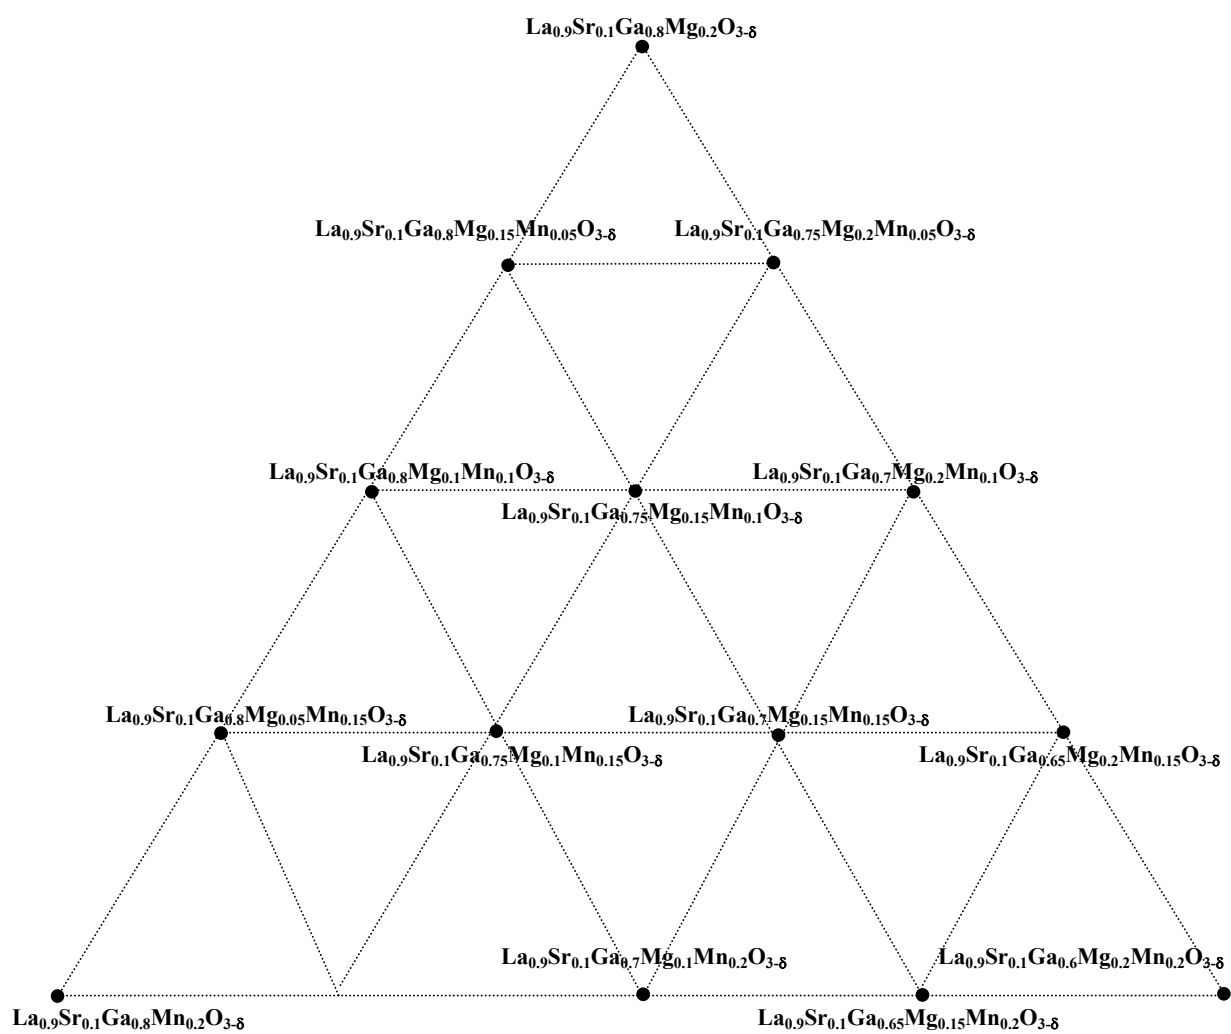 La0.9Sr0.1Ga0.8Mg0.2O3-δ
La0.9Sr0.1Ga0.8Mg0.15Mn0.05O3-δ
La0.9Sr0.1Ga0.75Mg0.2Mn0.05O3-δ
La0.9Sr0.1Ga0.8Mg0.1Mn0.1O3-δ
La0.9Sr0.1Ga0.7Mg0.2Mn0.1O3-δ
La0.9Sr0.1Ga0.75Mg0.15Mn0.1O3-δ
La0.9Sr0.1Ga0.8Mg0.05Mn0.15O3-δ
La0.9Sr0.1Ga0.7Mg0.15Mn0.15O3-δ
La0.9Sr0.1Ga0.75Mg0.1Mn0.15O3-δ
La0.9Sr0.1Ga0.65Mg0.2Mn0.15O3-δ
La0.9Sr0.1Ga0.7Mg0.1Mn0.2O3-δ
La0.9Sr0.1Ga0.6Mg0.2Mn0.2O3-δ
La0.9Sr0.1Ga0.8Mn0.2O3-δ
La0.9Sr0.1Ga0.65Mg0.15Mn0.2O3-δ